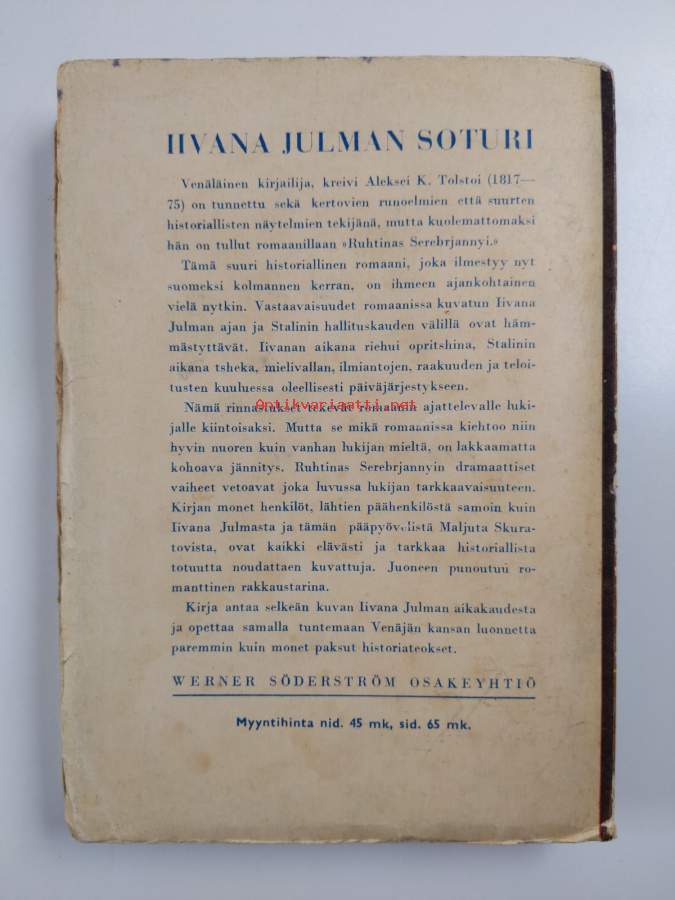 IIVANA JULMAN SOTURI
Venäläinen kirjailija, kreivi Aleksei K. Tolstoi (1817—
75) on tunnettu sekä kertovien runoelmien että suurten
historiallisten näytelmien tekijänä, mutta kuolemattomaksi
hän on tullut romaanillaan »Ruhtinas Serebrjannyi.»
Tämä suuri historiallinen romaani, joka ilmestyy nyt
suomeksi kolmannen kerran, on ihmeen ajankohtainen
vielä nytkin. Vastaavaisuudet romaanissa kuvatun Iivana
Julman ajan ja Stalinin hallituskauden välillä ovat häm-
mästyttävät. Iivanan aikana riehui opritshina, Stalinin
aikana tsheka, mielivallan, ilmiantojen, raakuuden ja teloi-
tusten kuuluessa oleellisesti päiväjärjestykseen.
Antikvariaatti.net
Nämä rinnastukset tekevät romaanin ajattelevalle luki-
jalle kiintoisaksi. Mutta se mikä romaanissa kiehtoo niin
hyvin nuoren kuin vanhan lukijan mieltä, on lakkaamatta
kohoava jännitys. Ruhtinas Serebrjannyin dramaattiset
vaiheet vetoavat joka luvussa lukijan tarkkaavaisuuteen.
Kirjan monet henkilöt, lähtien päähenkilöstä samoin kuin
Iivana Julmasta ja tämän pääpyövelistä Maljuta Skura-
tovista, ovat kaikki elävästi ja tarkkaa historiallista
totuutta noudattaen kuvattuja. Juoneen punoutuu ro-
manttinen rakkaustarina.
Kirja antaa selkeän kuvan Iivana Julman aikakaudesta
ja opettaa samalla tuntemaan Venäjän kansan luonnetta
paremmin kuin monet paksut historiateokset.
WERNER SÖDERSTRÖM OSAKEYHTIÖ
Myyntihinta nid. 45 mk, sid. 65 mk.